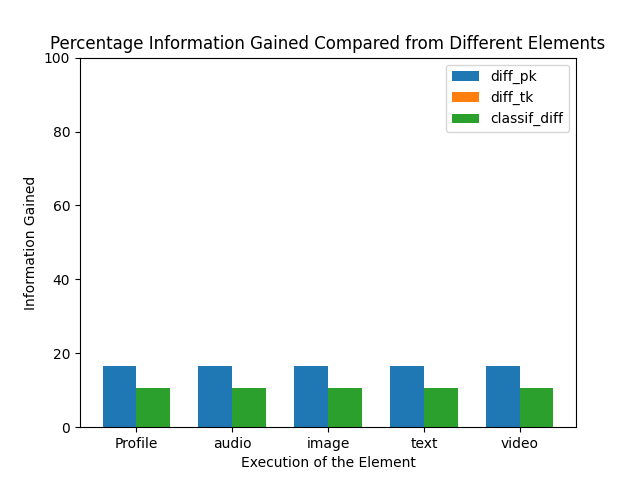 Percentage Information Gained Compared from Different Elements
100
80
60
40
20
0
Information Gained
diff_pk
diff_tk
classif_diff
Profile audio image text video
Execution of the Element